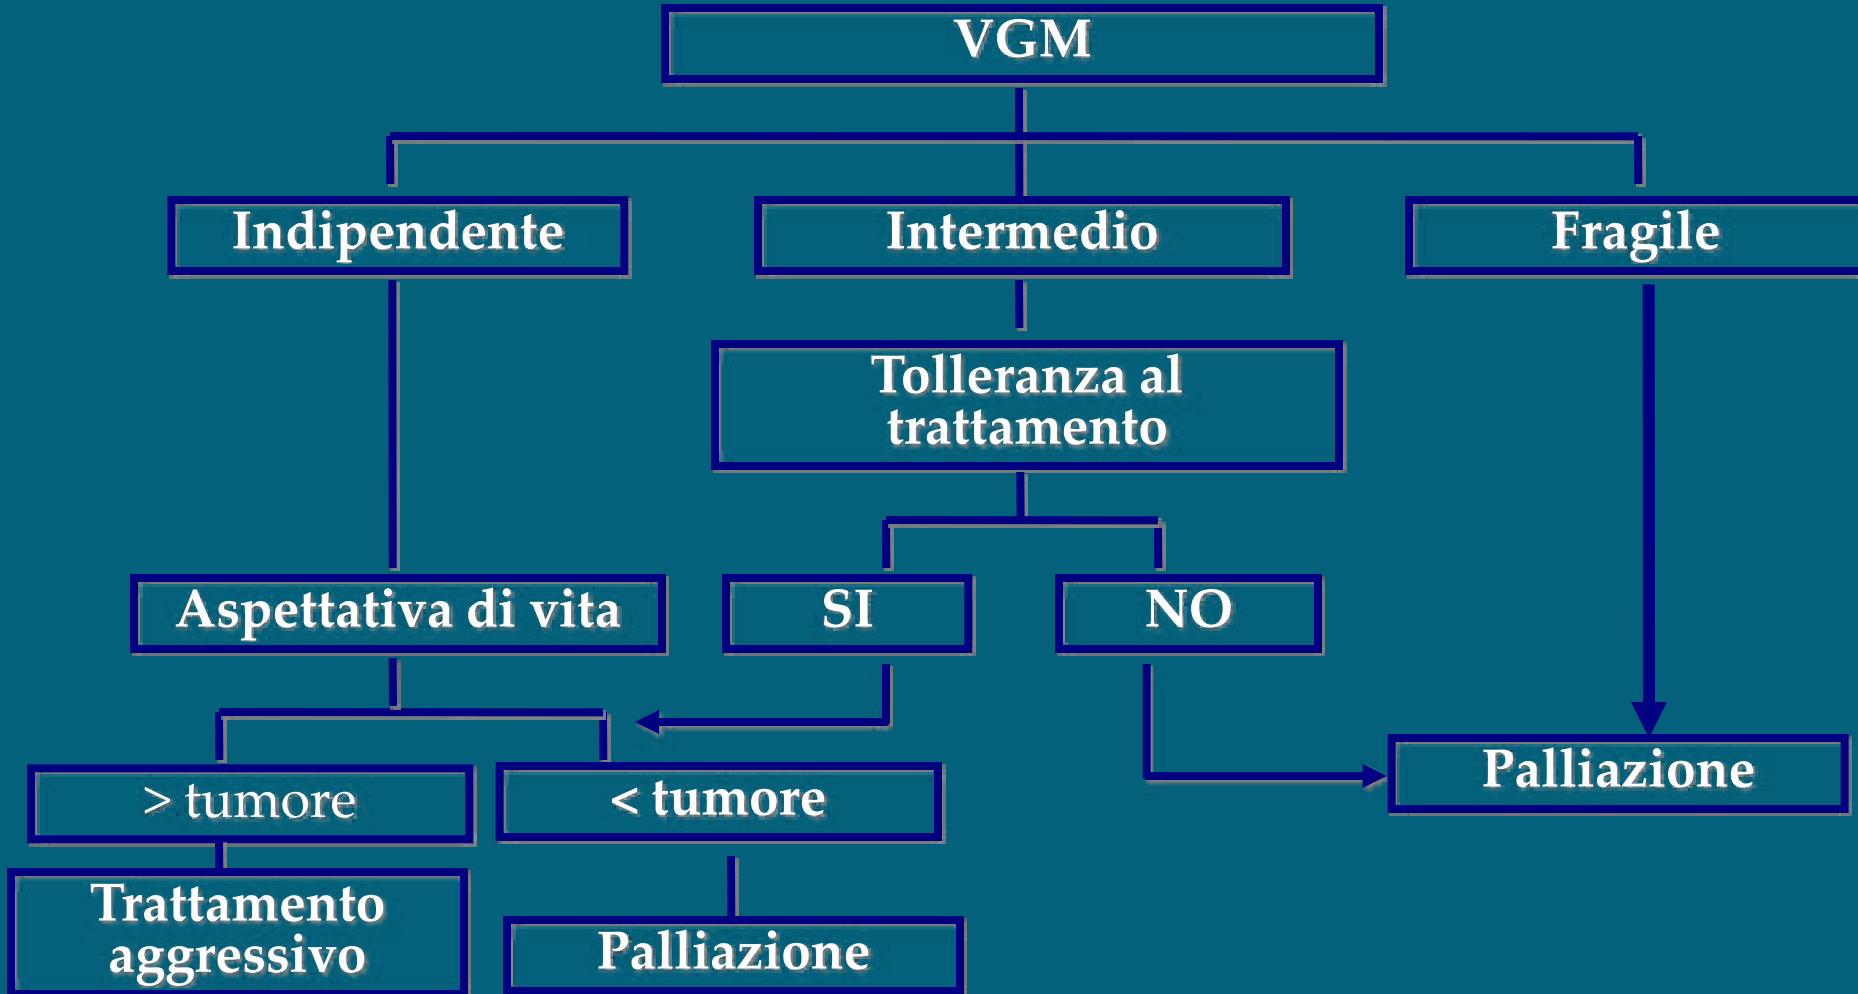 VGM
Indipendente
Intermedio
Fragile
Tolleranza al
trattamento
Aspettativa di vita
SI
NO
> tumore
< tumore
Palliazione
Trattamento
aggressivo
Palliazione